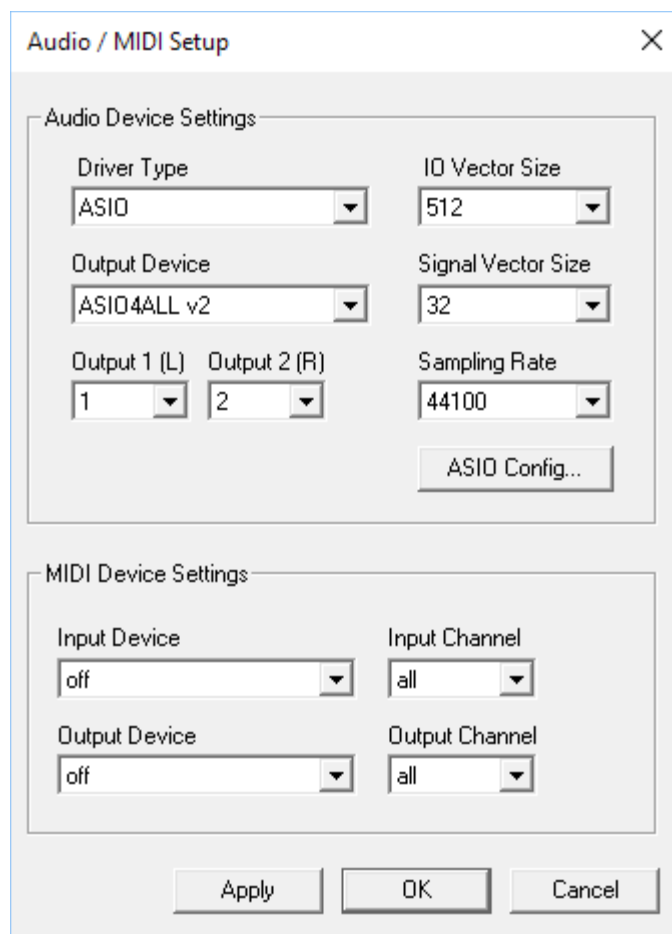 Audio / MIDI Setup
Audio Device Settings
Driver Type IO Vector Size
ASIO 512
Output Device Signal Vector Size
ASIO4ALL v2 32
Output 1 (L) Output 2 (R) Sampling Rate
1 2 44100
ASIO Config...
MIDI Device Settings
Input Device Input Channel
off all
Output Device Output Channel
off all
Apply OK Cancel